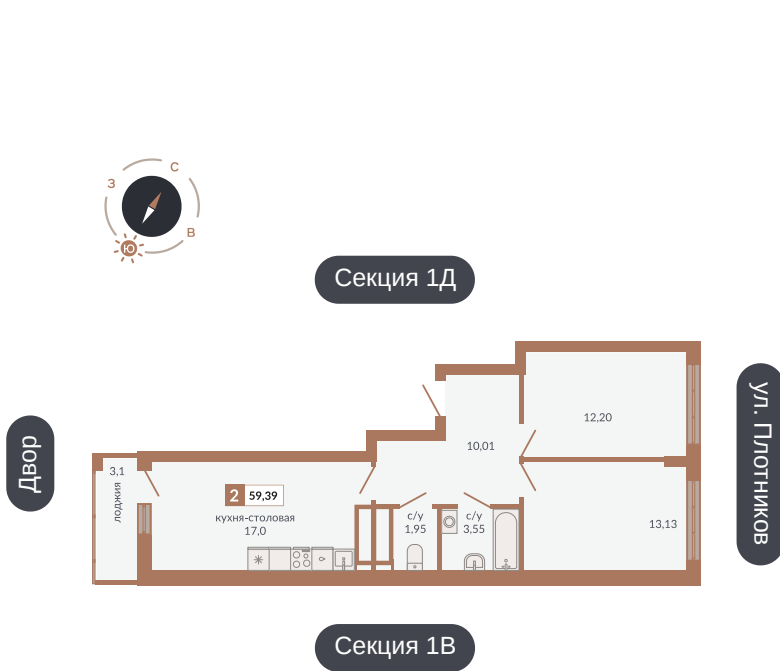 С
З
В
Ю
Секция 1Д
ул. Плотников
Двор
12,20
10,01
3,1
лоджия
2 59,39
кухня-столовая
17,0
с/у
1,95
с/у
3,55
13,13
Секция 1В